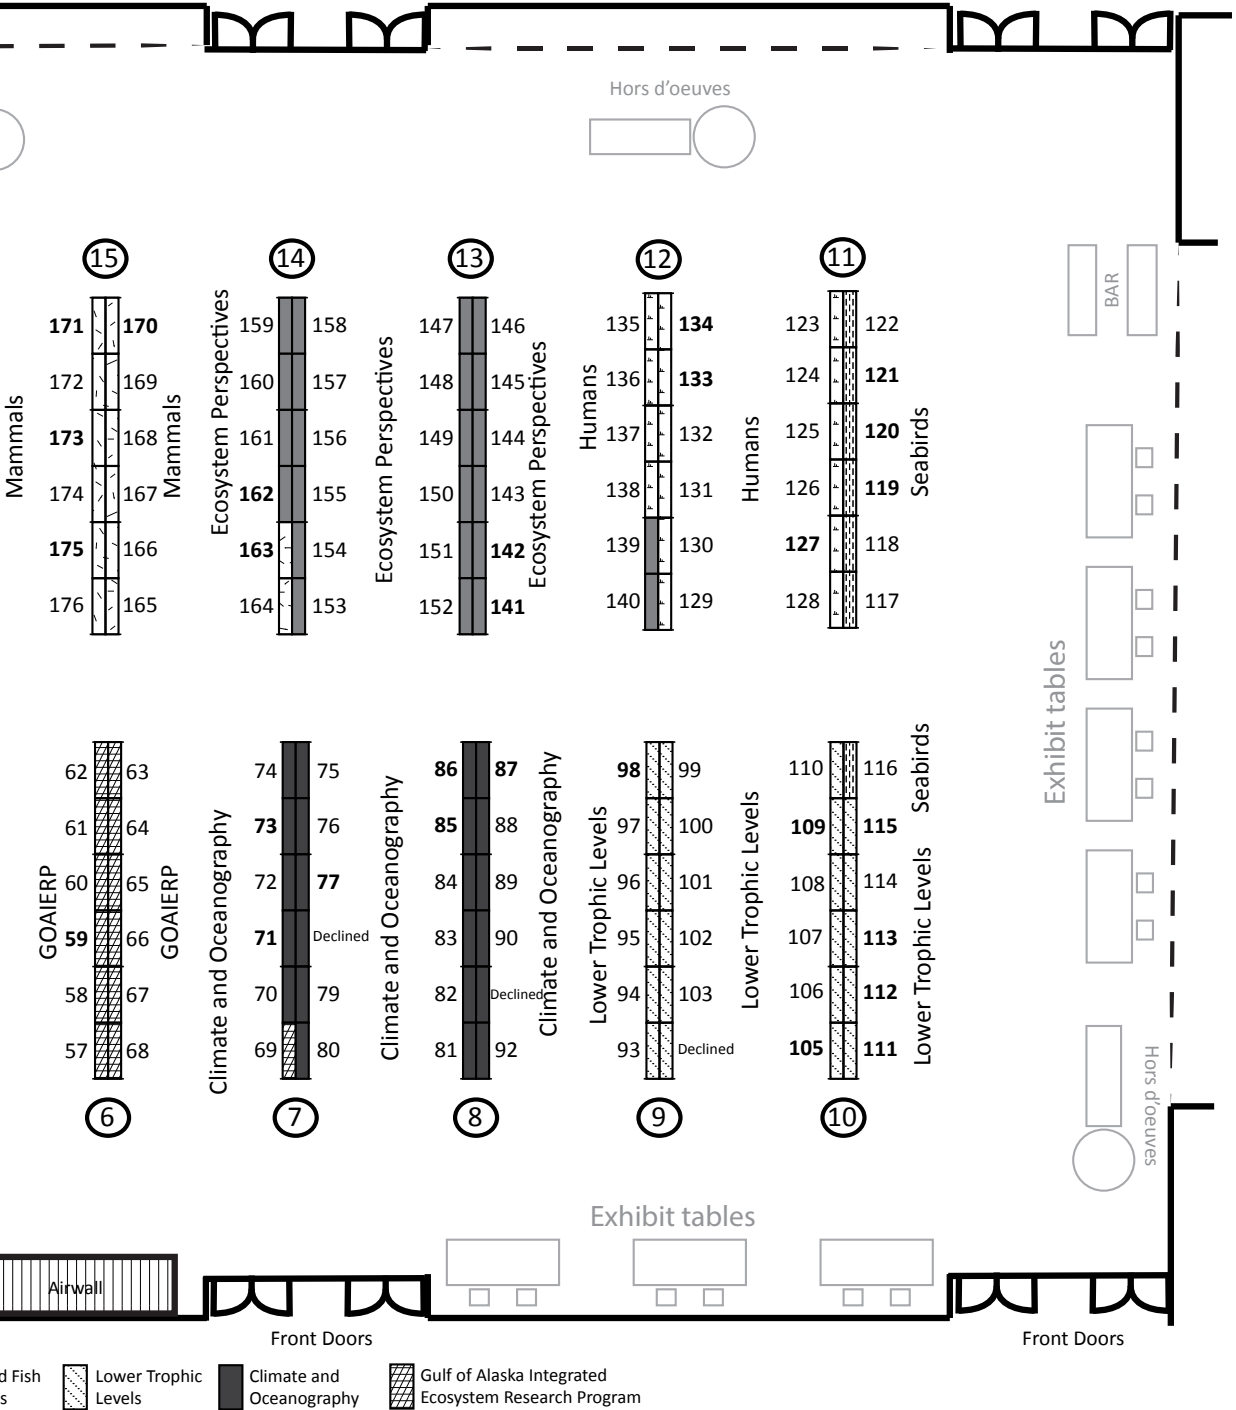 Hors d'oeuves
15
14
13
12
11
BAR
171 170
172 169
173 168
174 167
175 166
176 165
Mammals
Mammals
159 158
160 157
161 156
162 155
163 154
164 153
Ecosystem Perspectives
Ecosystem Perspectives
147 146
148 145
149 144
150 143
151 142
152 141
Ecosystem Perspectives
135 134
136 133
137 132
138 131
139 130
140 129
Humans
Humans
123 122
124 121
125 120
126 119
127 118
128 117
Seabirds
Exhibit tables
62 63
61 64
60 65
59 66
58 67
57 68
GOAIERP
GOAIERP
74 75
73 76
72 77
71 Declined
70 79
69 80
Climate and Oceanography
Climate and Oceanography
86 87
85 88
84 89
83 90
82 Declined
81 92
Climate and Oceanography
98 99
97 100
96 101
95 102
94 103
93 Declined
Lower Trophic Levels
Lower Trophic Levels
110 116
109 115
108 114
107 113
106 112
105 111
Seabirds
Lower Trophic Levels
6
7
8
9
10
Hors d'oeuves
Exhibit tables
Airwall
Front Doors
Front Doors
d Fish
s
Lower Trophic
Levels
Climate and
Oceanography
Gulf of Alaska Integrated
Ecosystem Research Program